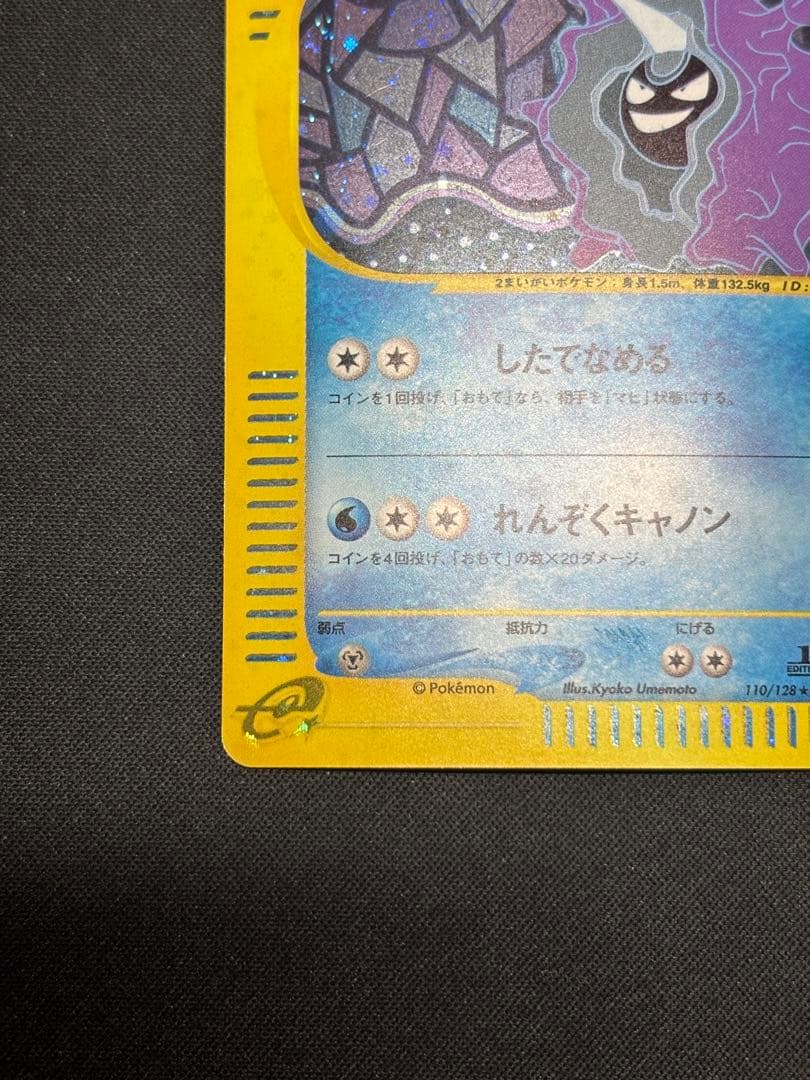 2まいがいポケモン:身長1.5m、体重132.5kg ID:
したでなめる
コインを1回投げ、「おもて」なら、相手を「マヒ」状態にする。
れんぞくキャノン
コインを4回投げ、「おもて」の数×20ダメージ。
弱点 抵抗力 にげる
1
EDITI
© Pokémon Illus.Kyoko Umemoto 110/128★
e